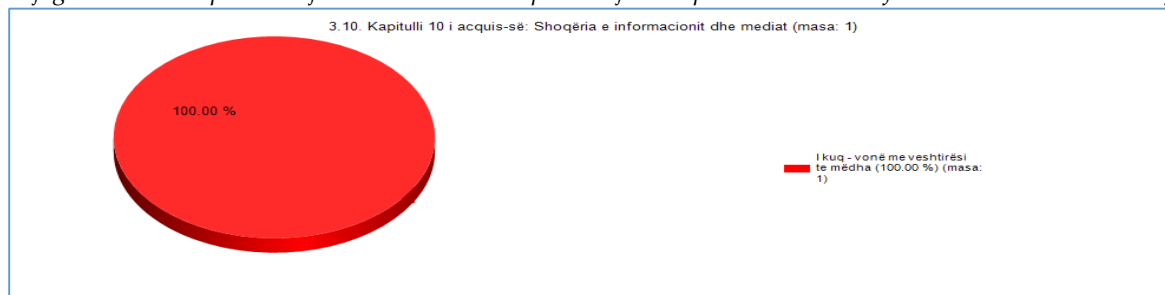 3.10. Kapitulli 10 i acquis-së: Shoqëria e informacionit dhe mediat (masa: 1)
100.00 %
I kuq - vonë me veshtirësi
te mëdha (100.00 %) (masa:
1)